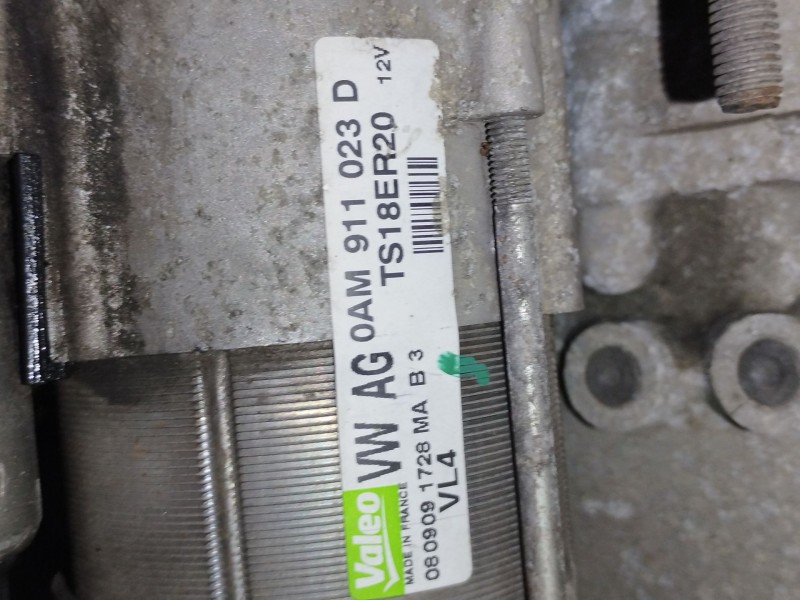 Valeo VW AG 0AM 911 023 D
MADE IN FRANCE TS18ER20 12V
080909 1728 MA B 3
VL4